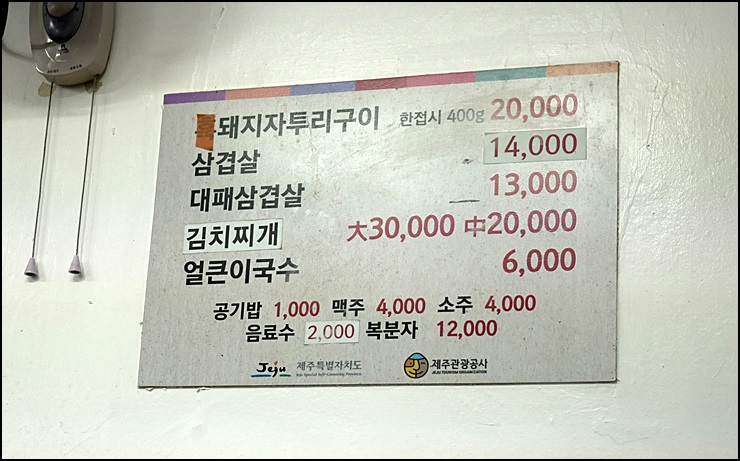 돼지자투리구이 한접시 400g 20,000
삼겹살 14,000
대패삼겹살 13,000
김치찌개 大30,000 中20,000
얼큰이국수 6,000
공기밥 1,000 맥주 4,000 소주 4,000
음료수 2,000 복분자 12,000
Jeju 제주특별자치도 제주관광공사
JEJU TOURISM ORGANIZATION